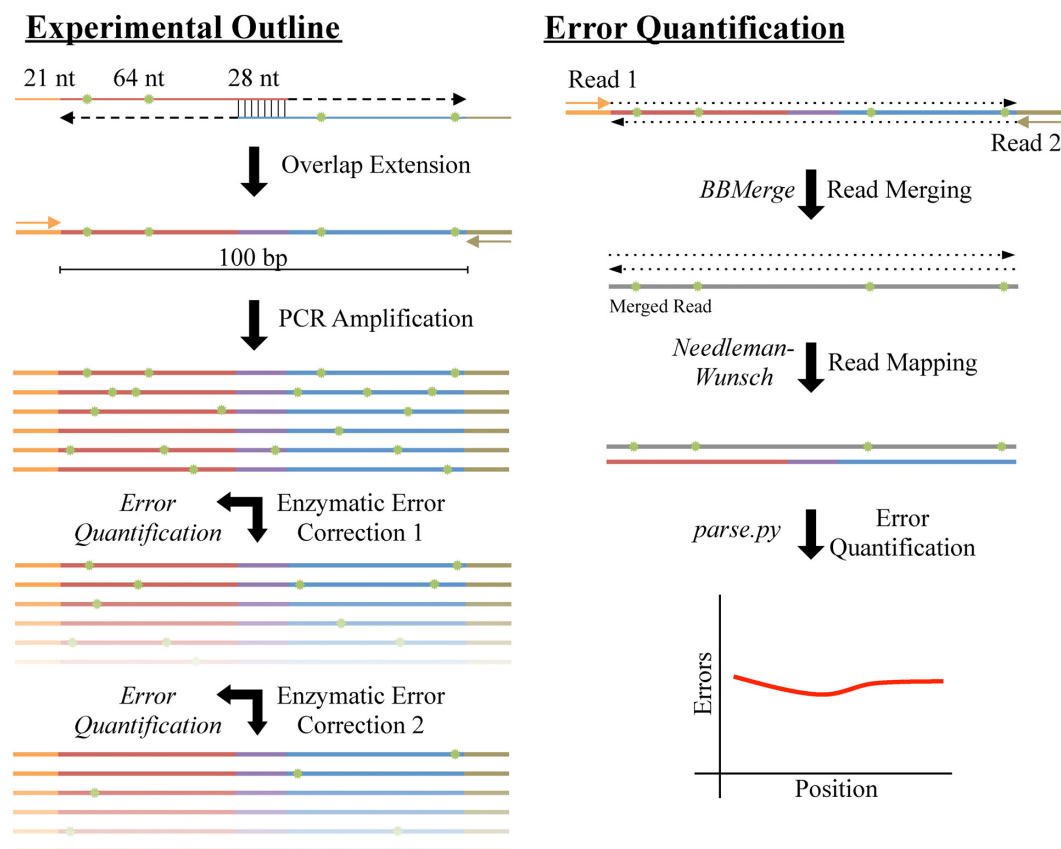 Experimental Outline
21 nt 64 nt 28 nt
Overlap Extension
100 bp
PCR Amplification
Error
Quantification
Enzymatic Error
Correction 1
Error
Quantification
Enzymatic Error
Correction 2
Error Quantification
Read 1
Read 2
BBMerge Read Merging
Merged Read
Needleman-
Wunsch
Read Mapping
parse.py
Error
Quantification
Errors
Position